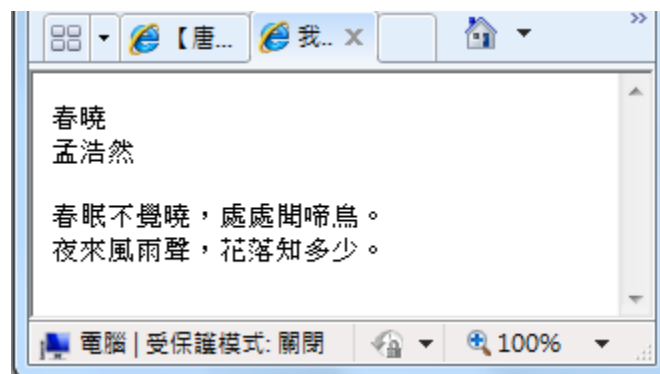 【唐... 我..
春曉
孟浩然
春眠不覺曉，處處聞啼鳥。
夜來風雨聲，花落知多少。
電腦 | 受保護模式: 關閉 100%